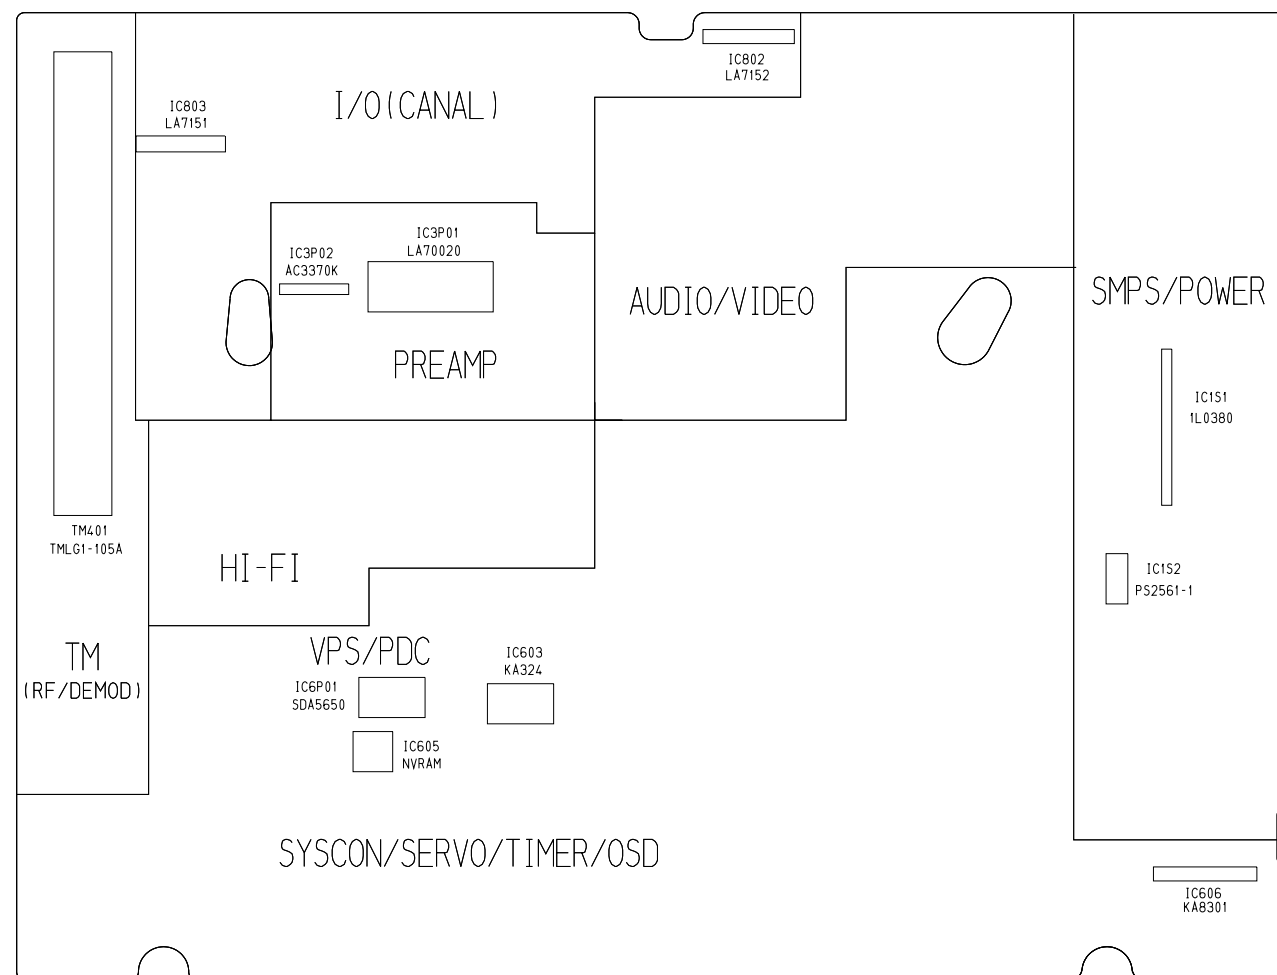 IC802
LA7152
I/O(CANAL)
IC803
LA7151
IC3P01
LA70020
IC3P02
AC3370K
AUDIO/VIDEO
SMPS/POWER
PREAMP
IC1S1
1L0380
TM401
TMLG1-105A
HI-FI
IC1S2
PS2561-1
VPS/PDC
IC603
KA324
TM
(RF/DEMOD)
IC6P01
SDA5650
IC605
NVRAM
SYSCON/SERVO/TIMER/OSD
IC606
KA8301